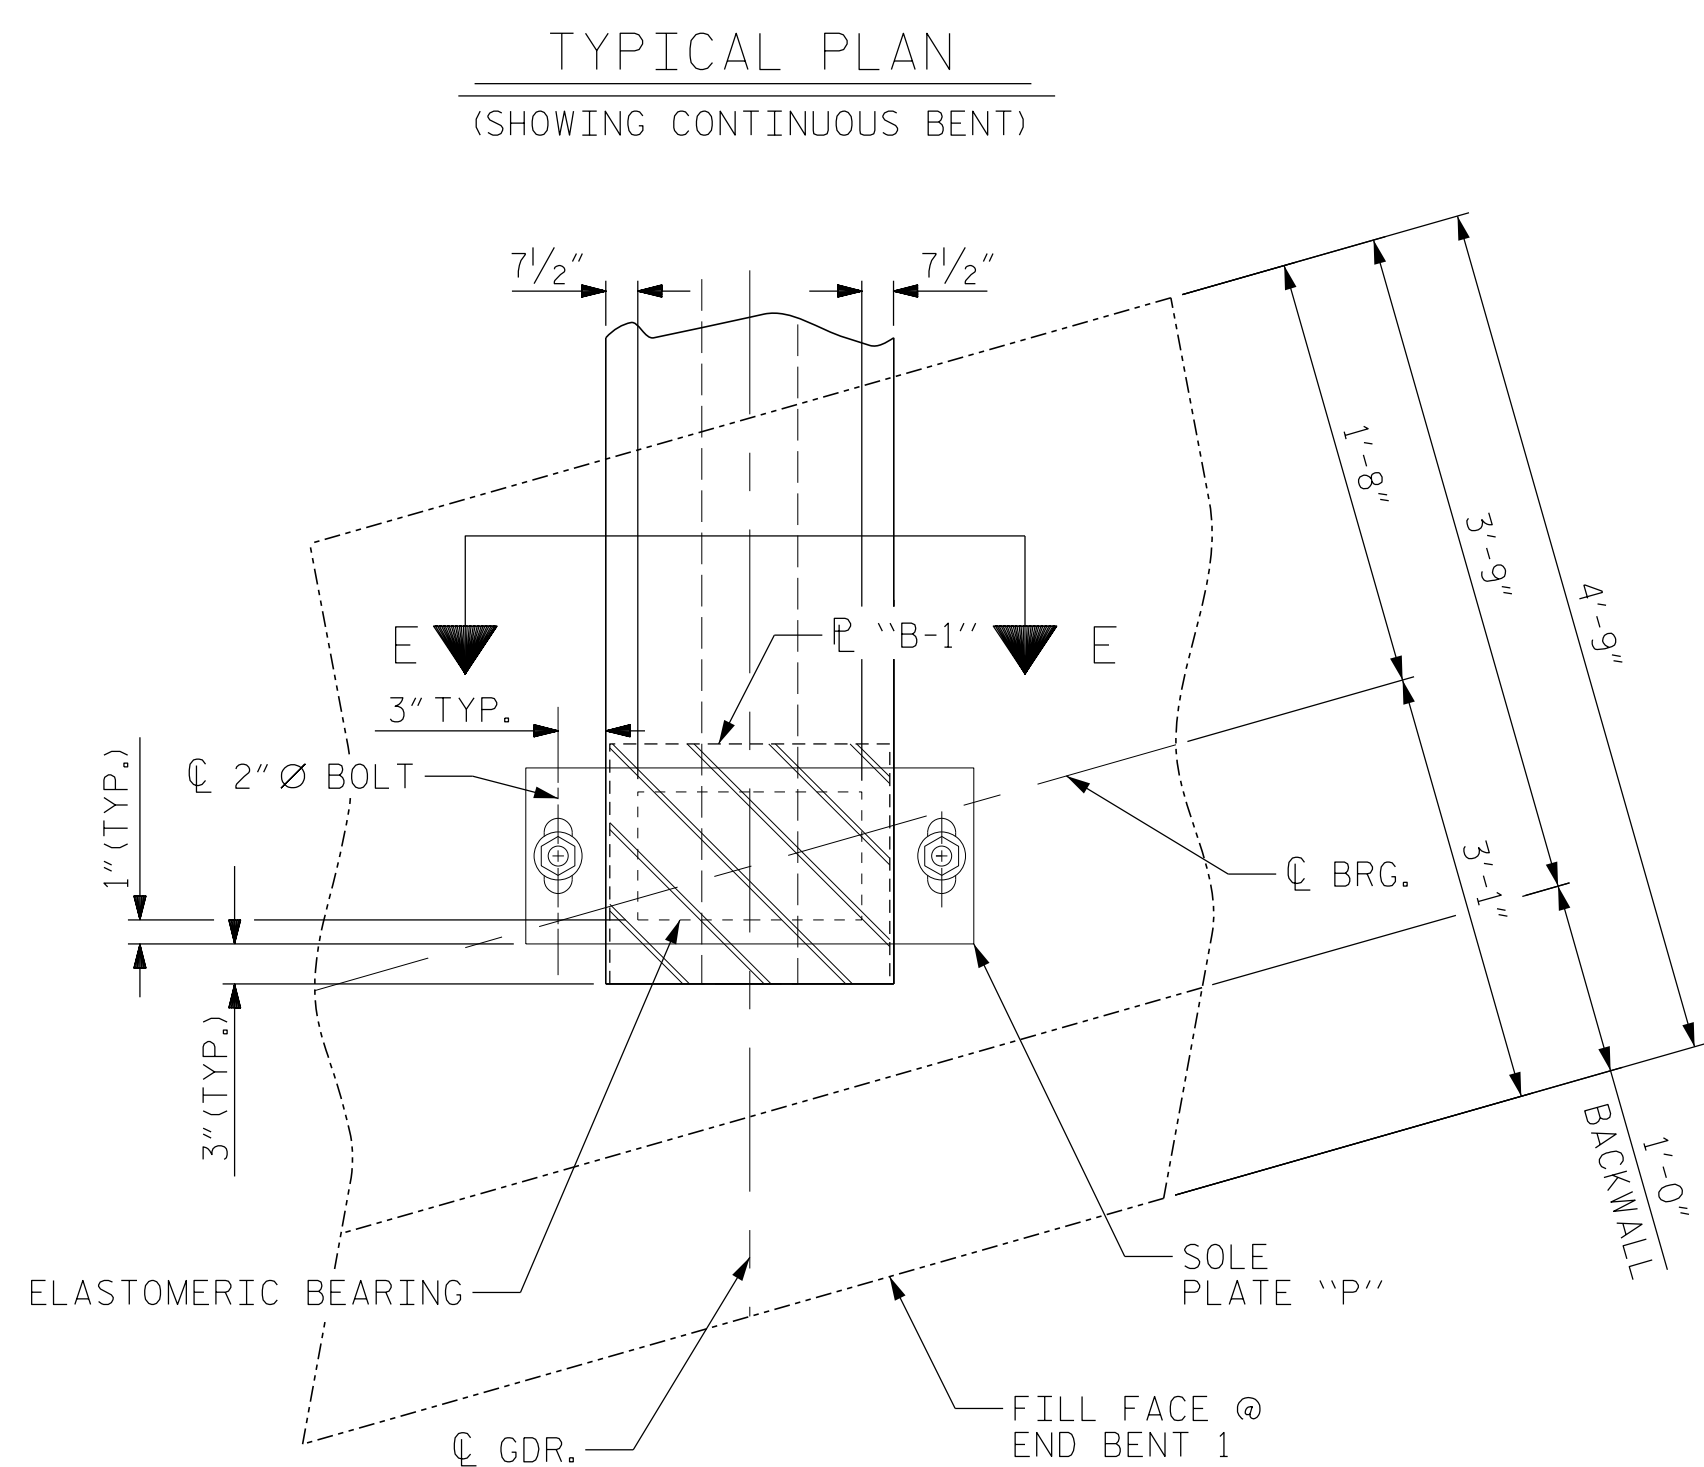 TYPICAL PLAN
(SHOWING CONTINUOUS BENT)
7½"
7½"
1'-8"
3'-9"
4'-9"
E
℄ "B-1"
E
3" TYP.
℄ 2" Ø BOLT
1" (TYP.)
℄ BRG.
3'-1"
3" (TYP.)
1'-0"
BACKWALL
SOLE
PLATE "P"
ELASTOMERIC BEARING
FILL FACE @
END BENT 1
℄ GDR.